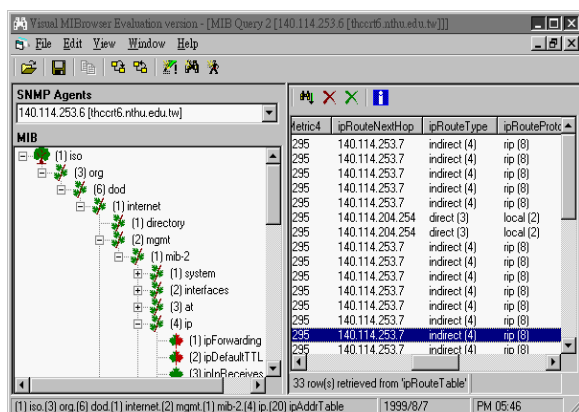 Visual MIBrowser Evaluation version - [MIB Query 2 [140.114.253.6 [thccrt6.nthu.edu.tw]]]
File Edit View Window Help
SNMP Agents
140.114.253.6 [thccrt6.nthu.edu.tw]
MIB
(1) iso
(3) org
(6) dod
(1) internet
(1) directory
(2) mgmt
(1) mib-2
(1) system
(2) interfaces
(3) at
(4) ip
(1) ipForwarding
(2) ipDefaultTTL
(3) ipInReceives
Metric4 ipRouteNextHop ipRouteType ipRouteProto
295 140.114.253.7 indirect (4) rip (8)
295 140.114.253.7 indirect (4) rip (8)
295 140.114.253.7 indirect (4) rip (8)
295 140.114.253.7 indirect (4) rip (8)
295 140.114.253.7 indirect (4) rip (8)
295 140.114.204.254 direct (3) local (2)
295 140.114.204.254 direct (3) local (2)
295 140.114.253.7 indirect (4) rip (8)
295 140.114.253.7 indirect (4) rip (8)
295 140.114.253.7 indirect (4) rip (8)
295 140.114.253.7 indirect (4) rip (8)
295 140.114.253.7 indirect (4) rip (8)
295 140.114.253.7 indirect (4) rip (8)
295 140.114.253.7 indirect (4) rip (8)
295 140.114.253.7 indirect (4) rip (8)
33 row(s) retrieved from 'ipRouteTable'
(1) iso.(3) org.(6) dod.(1) internet.(2) mgmt.(1) mib-2.(4) ip.(20) ipAddrTable 1999/8/7 PM 05:46